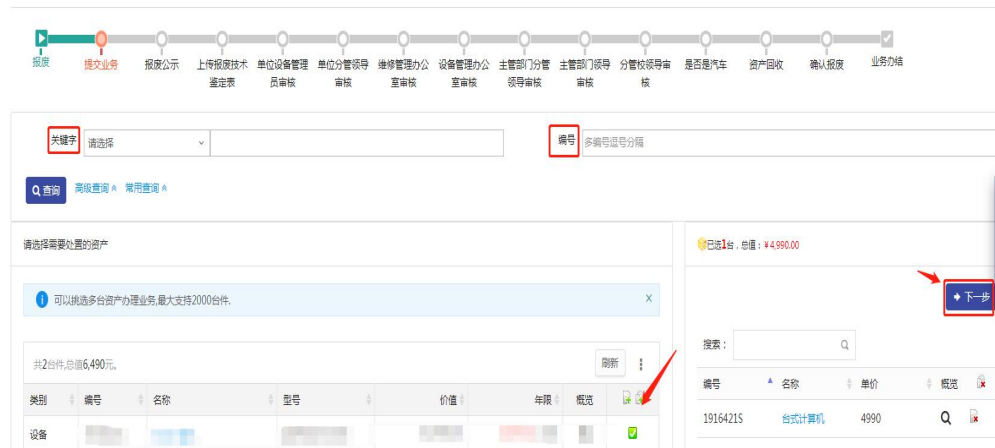 报废
提交业务
报废公示
上传报废技术
鉴定表
单位设备管理
员审核
单位分管领导
审核
维修管理办公
室审核
设备管理办公
室审核
主管部门分管
领导审核
主管部门领导
审核
分管校领导审
核
是否是汽车
资产回收
确认报废
业务办结
关键字 请选择 编号 多编号逗号分隔
查询 高级查询 常用查询
请选择需要处置的资产
已选1台,总值:¥4,990.00
可以挑选多台资产办理业务,最大支持2000台件. x
下一步
搜索:
共2台件,总值6,490元。 刷新
编号 名称 单价 概览
类别 编号 名称 型号 价值 年限 概览
1916421S 台式计算机 4990
设备